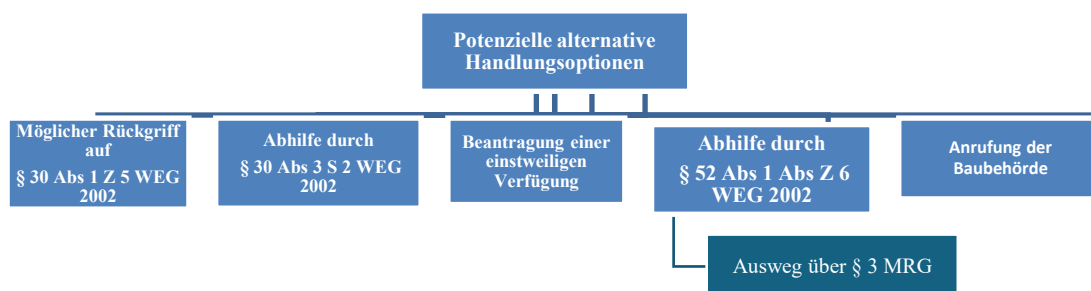 Potenzielle alternative
Handlungsoptionen
Möglicher Rückgriff
auf
§ 30 Abs 1 Z 5 WEG
2002
Abhilfe durch
§ 30 Abs 3 S 2 WEG
2002
Beantragung einer
einstweiligen
Verfügung
Abhilfe durch
§ 52 Abs 1 Abs Z 6
WEG 2002
Anrufung der
Baubehörde
Ausweg über § 3 MRG